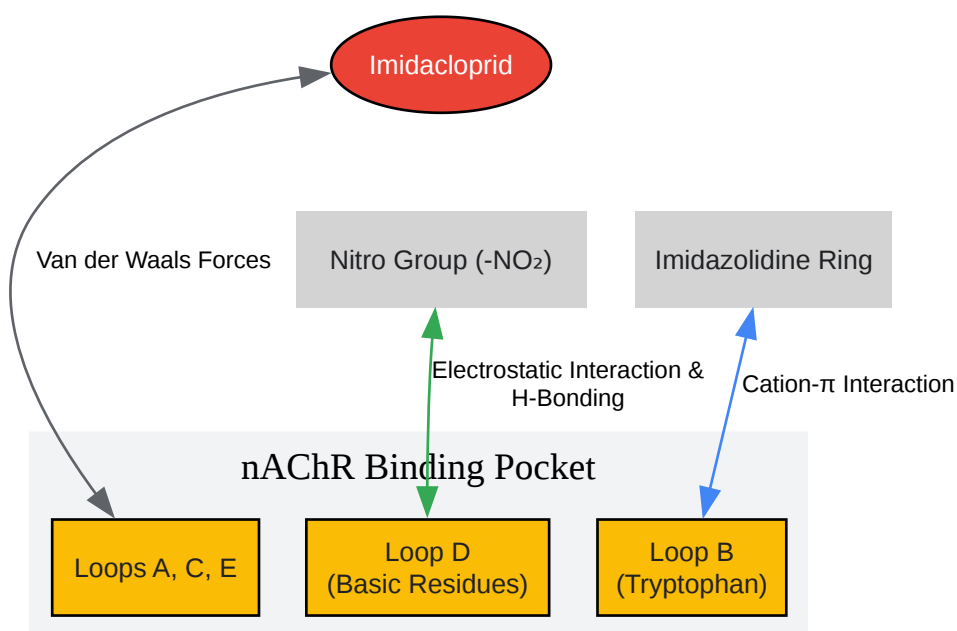 Imidacloprid
Van der Waals Forces
Nitro Group (-NO₂)
Imidazolidine Ring
Electrostatic Interaction &
H-Bonding
Cation-π Interaction
nAChR Binding Pocket
Loops A, C, E
Loop D
(Basic Residues)
Loop B
(Tryptophan)